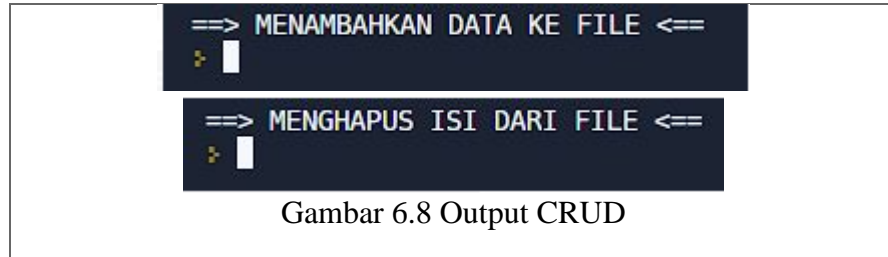 ==> MENAMBAHKAN DATA KE FILE <==
>
==> MENGHAPUS ISI DARI FILE <==
>
Gambar 6.8 Output CRUD